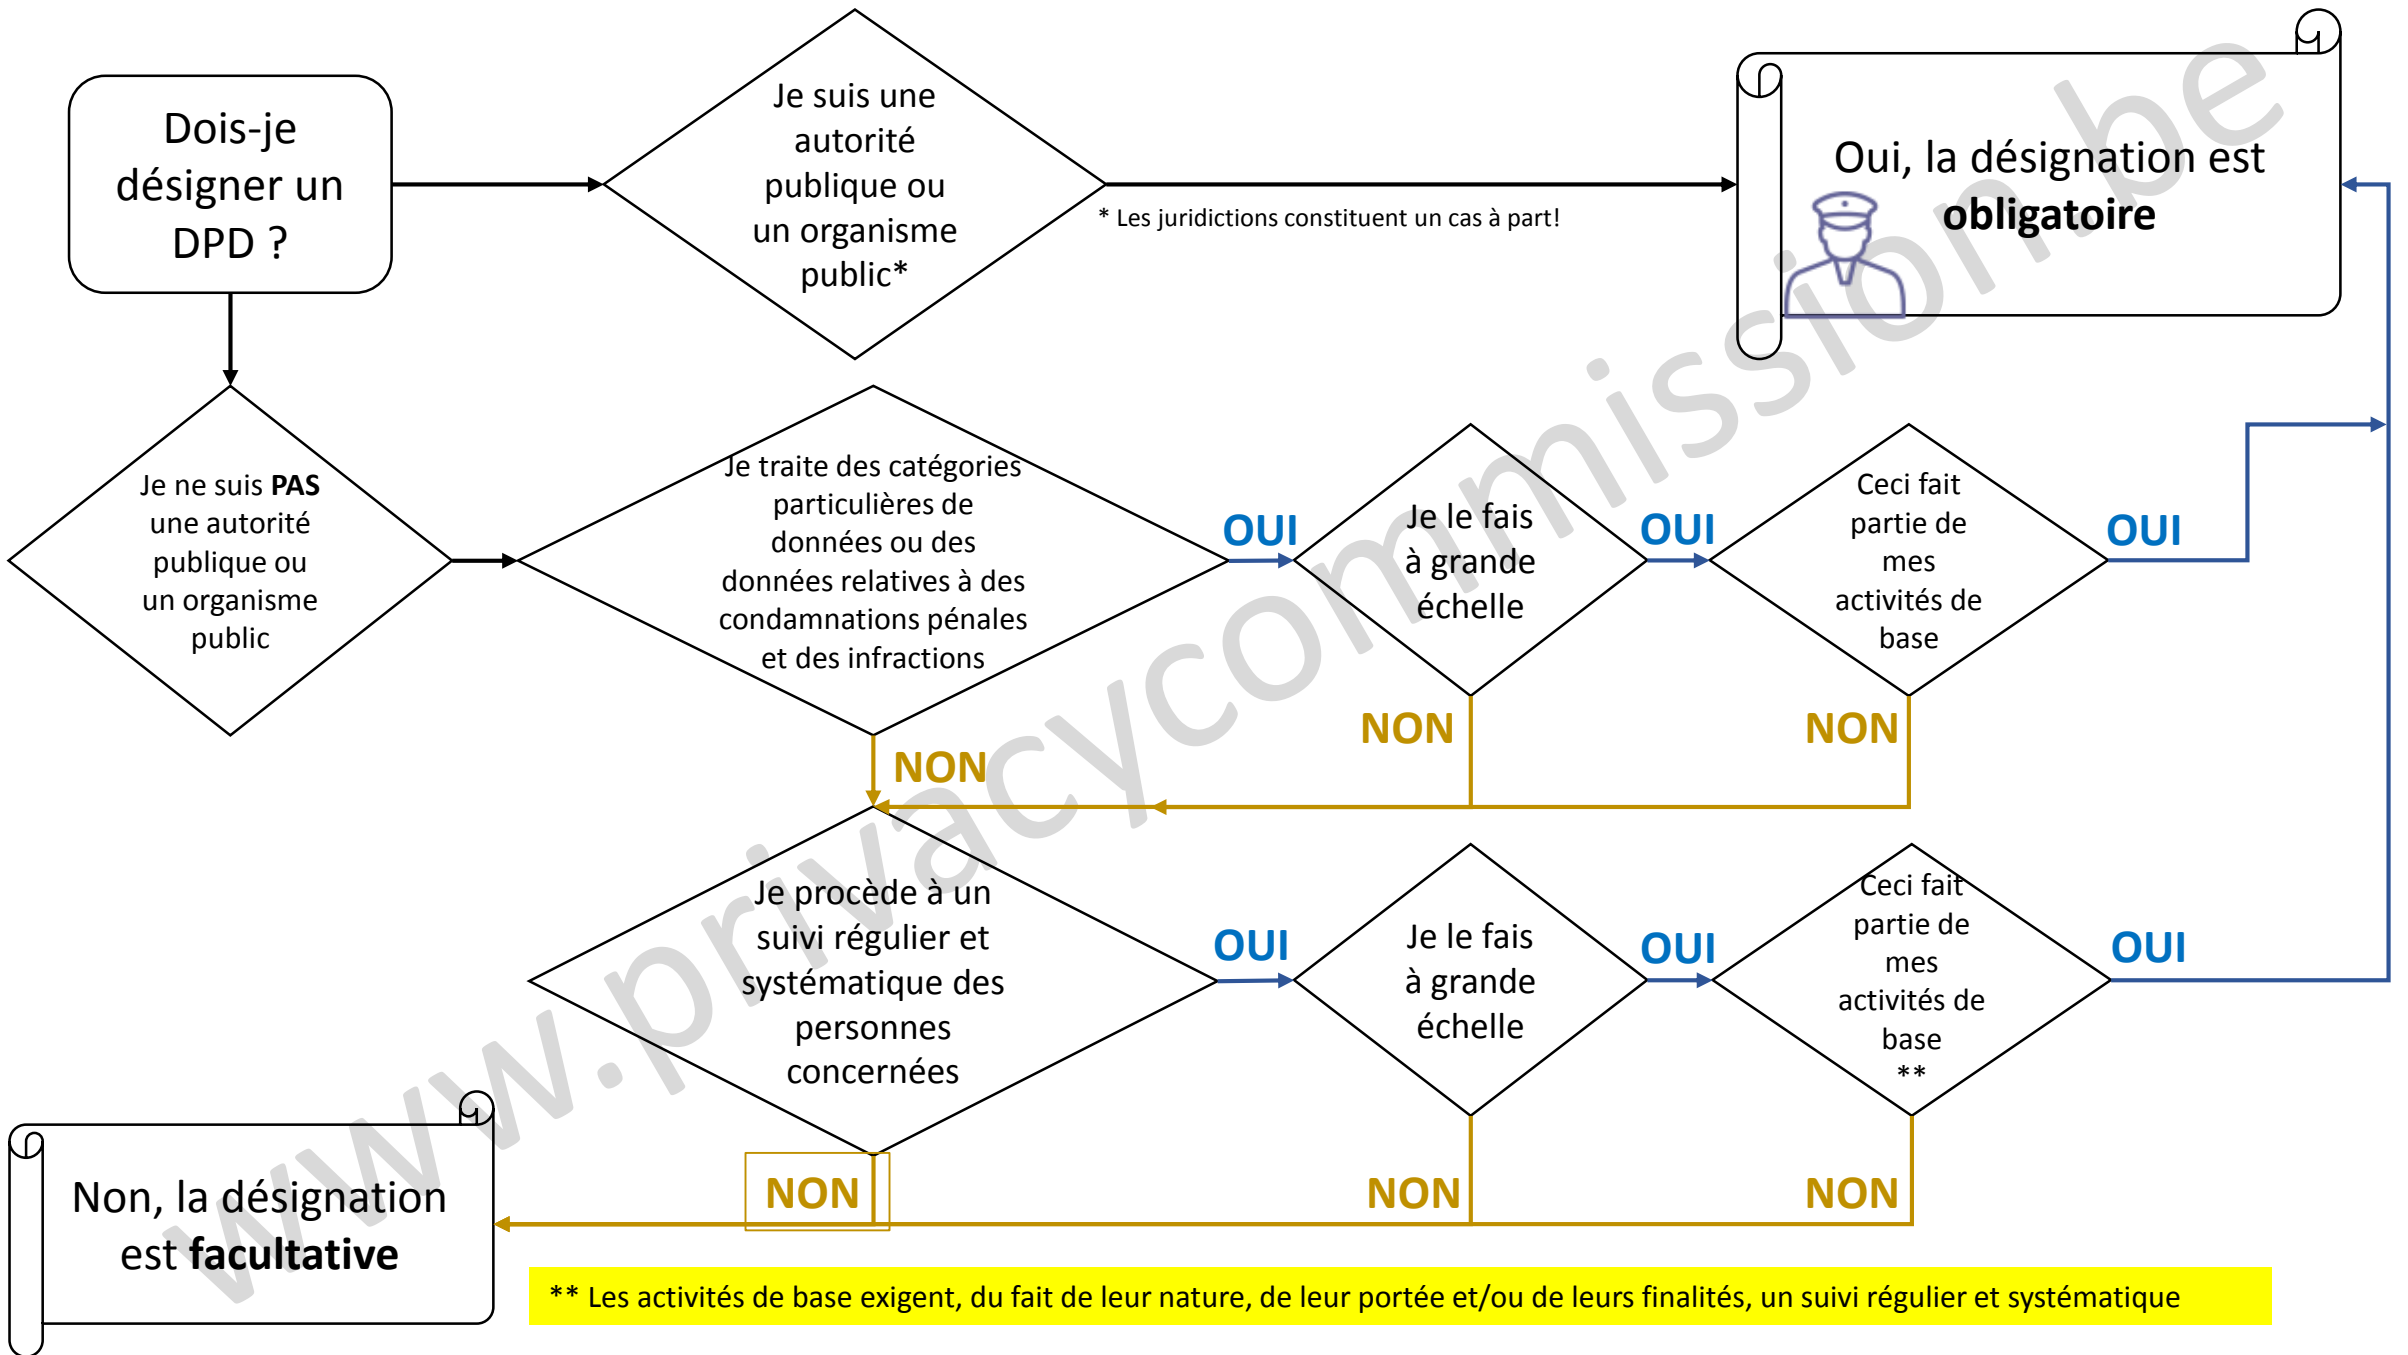 Dois-je
désigner un
DPD ?
Je suis une
autorité
publique ou
un organisme
public*
* Les juridictions constituent un cas à part!
Oui, la désignation est
obligatoire
Je ne suis PAS
une autorité
publique ou
un organisme
public
Je traite des catégories
particulières de
données ou des
données relatives à des
condamnations pénales
et des infractions
OUI
Je le fais
à grande
échelle
OUI
Ceci fait
partie de
mes
activités de
base
OUI
NON
NON
NON
Je procède à un
suivi régulier et
systématique des
personnes
concernées
OUI
Je le fais
à grande
échelle
OUI
Ceci fait
partie de
mes
activités de
base
**
OUI
NON
NON
NON
Non, la désignation
est facultative
** Les activités de base exigent, du fait de leur nature, de leur portée et/ou de leurs finalités, un suivi régulier et systématique
www.privacycommission.be